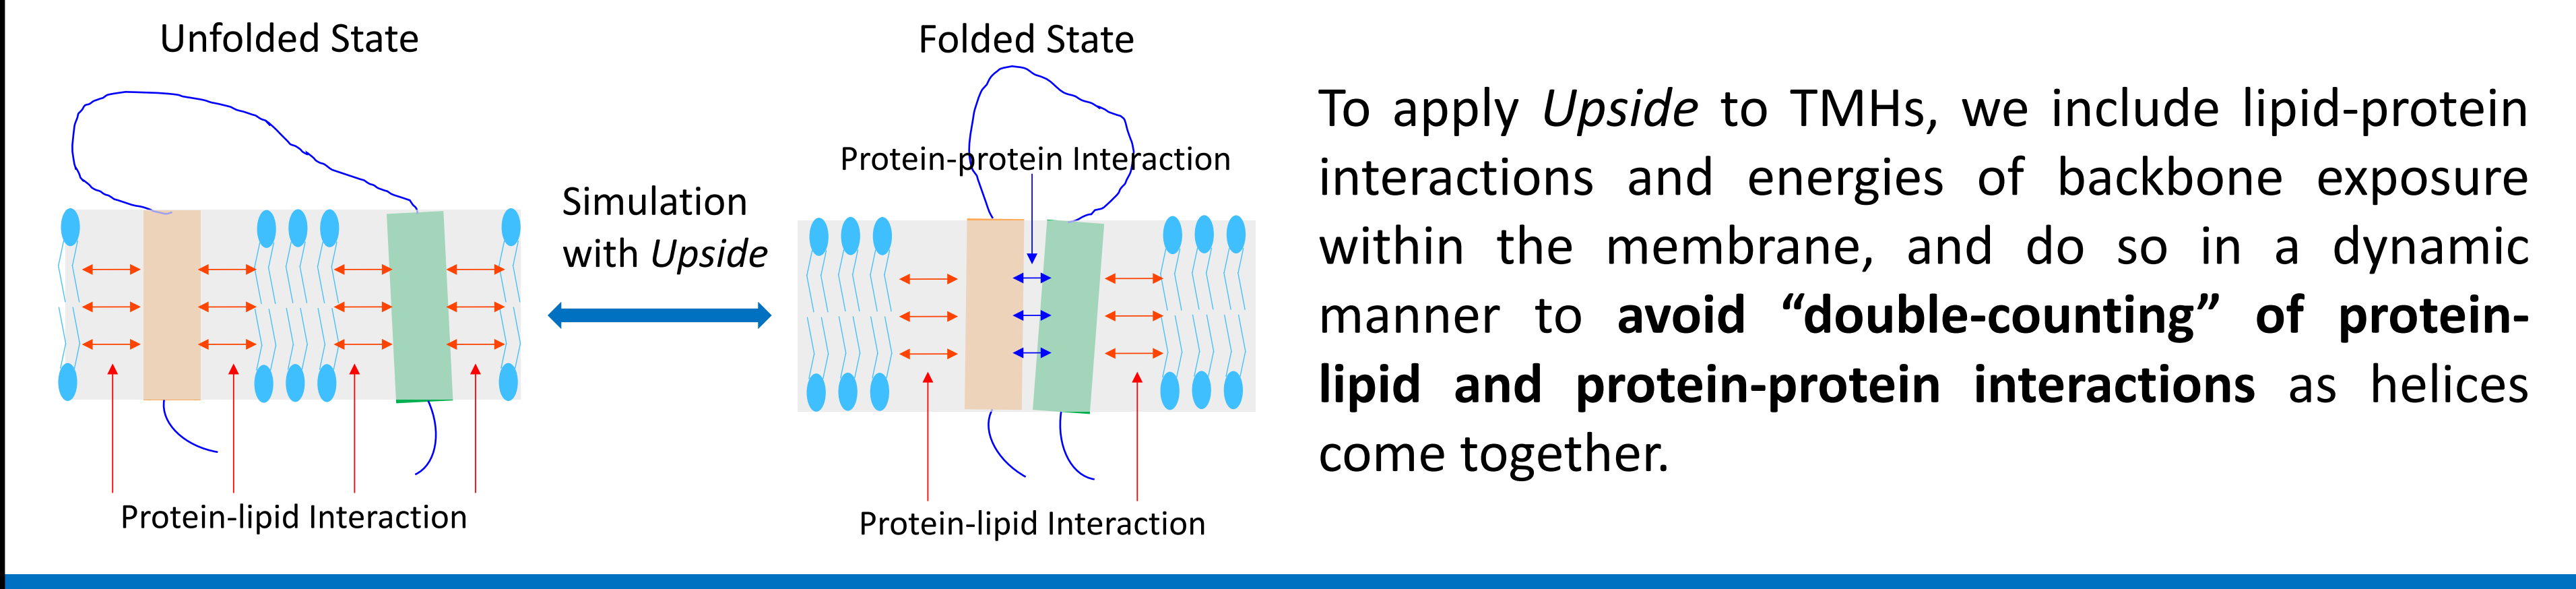 Unfolded State
Folded State
Protein-protein Interaction
Simulation
with Upside
Protein-lipid Interaction
Protein-lipid Interaction
To apply Upside to TMHs, we include lipid-protein
interactions and energies of backbone exposure
within the membrane, and do so in a dynamic
manner to avoid “double-counting” of protein-
lipid and protein-protein interactions as helices
come together.